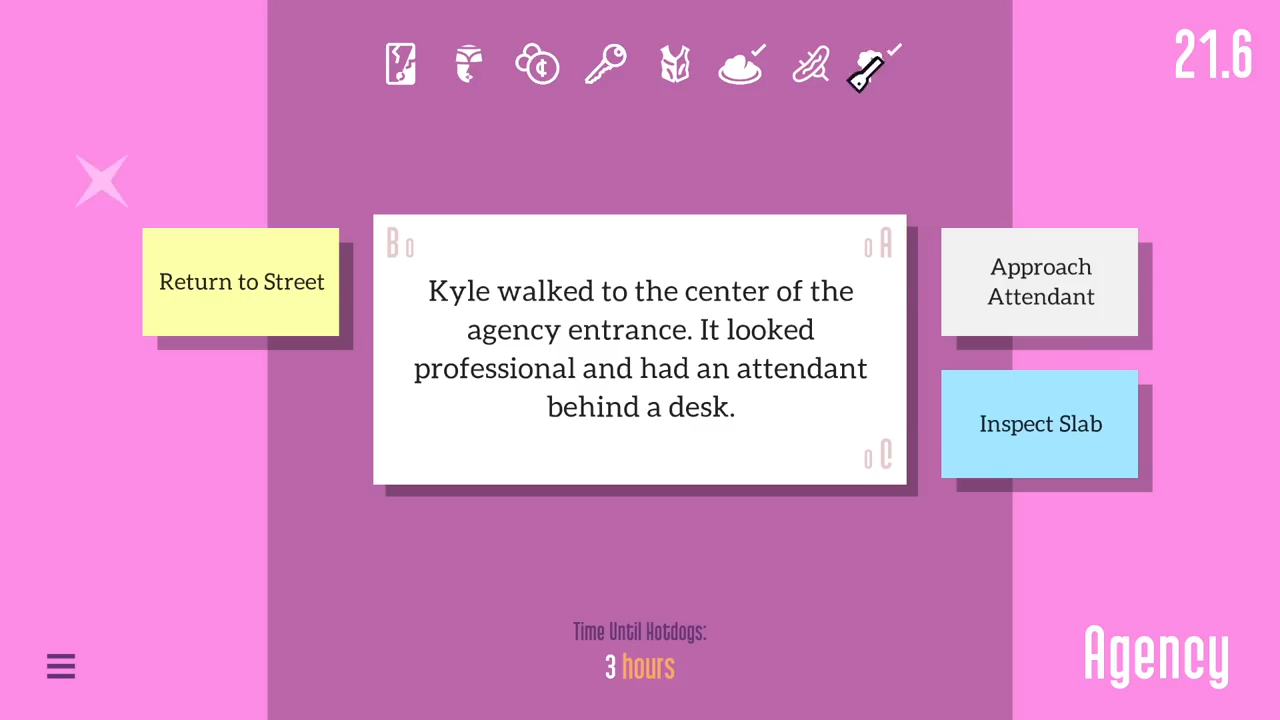 21.6
B 0
0 A
Return to Street
Kyle walked to the center of the
agency entrance. It looked
professional and had an attendant
behind a desk.
Approach
Attendant
Inspect Slab
0 C
Time Until Hotdogs:
3 hours
Agency